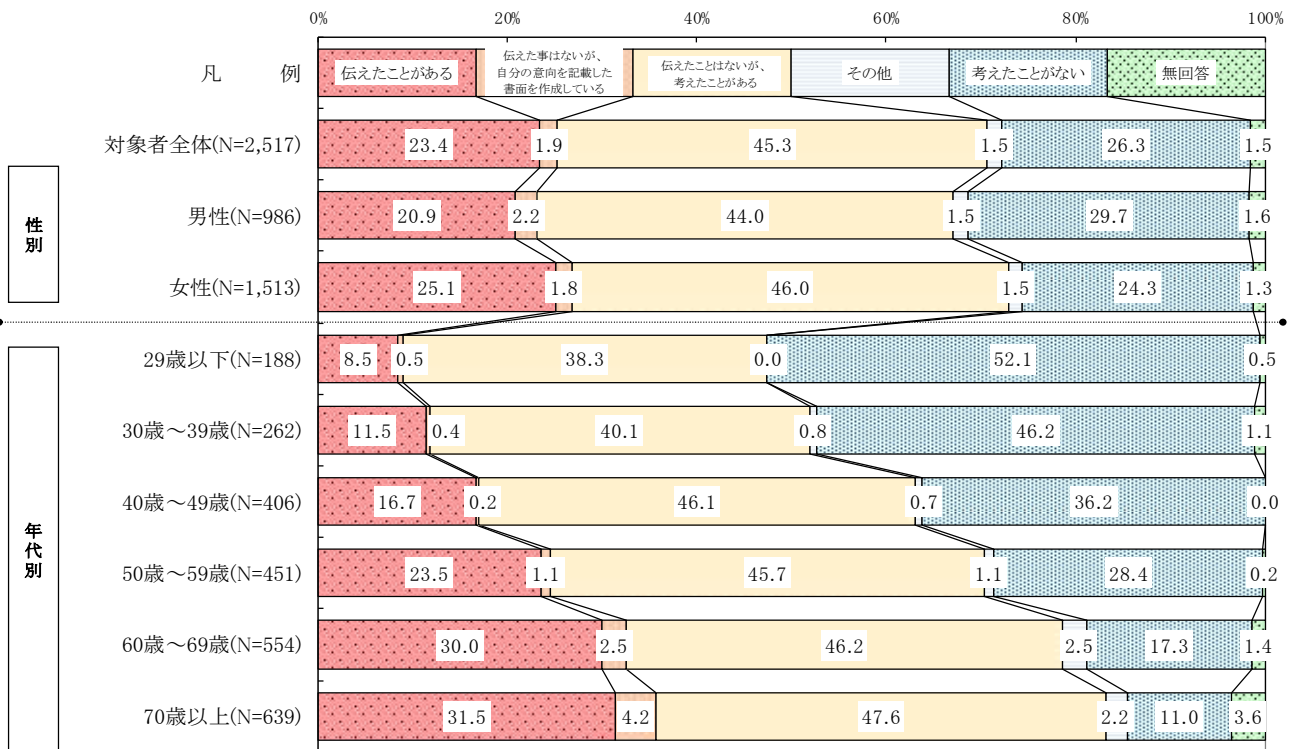 0% 20% 40% 60% 80% 100%
凡 例
伝えたことがある
伝えた事はないが、
自分の意向を記載した
書面を作成している
伝えたことはないが、
考えたことがある
その他
考えたことがない
無回答
対象者全体(N=2,517) 23.4 1.9 45.3 1.5 26.3 1.5
性別
男性(N=986) 20.9 2.2 44.0 1.5 29.7 1.6
女性(N=1,513) 25.1 1.8 46.0 1.5 24.3 1.3
年代別
29歳以下(N=188) 8.5 0.5 38.3 0.0 52.1 0.5
30歳～39歳(N=262) 11.5 0.4 40.1 0.8 46.2 1.1
40歳～49歳(N=406) 16.7 0.2 46.1 0.7 36.2 0.0
50歳～59歳(N=451) 23.5 1.1 45.7 1.1 28.4 0.2
60歳～69歳(N=554) 30.0 2.5 46.2 2.5 17.3 1.4
70歳以上(N=639) 31.5 4.2 47.6 2.2 11.0 3.6